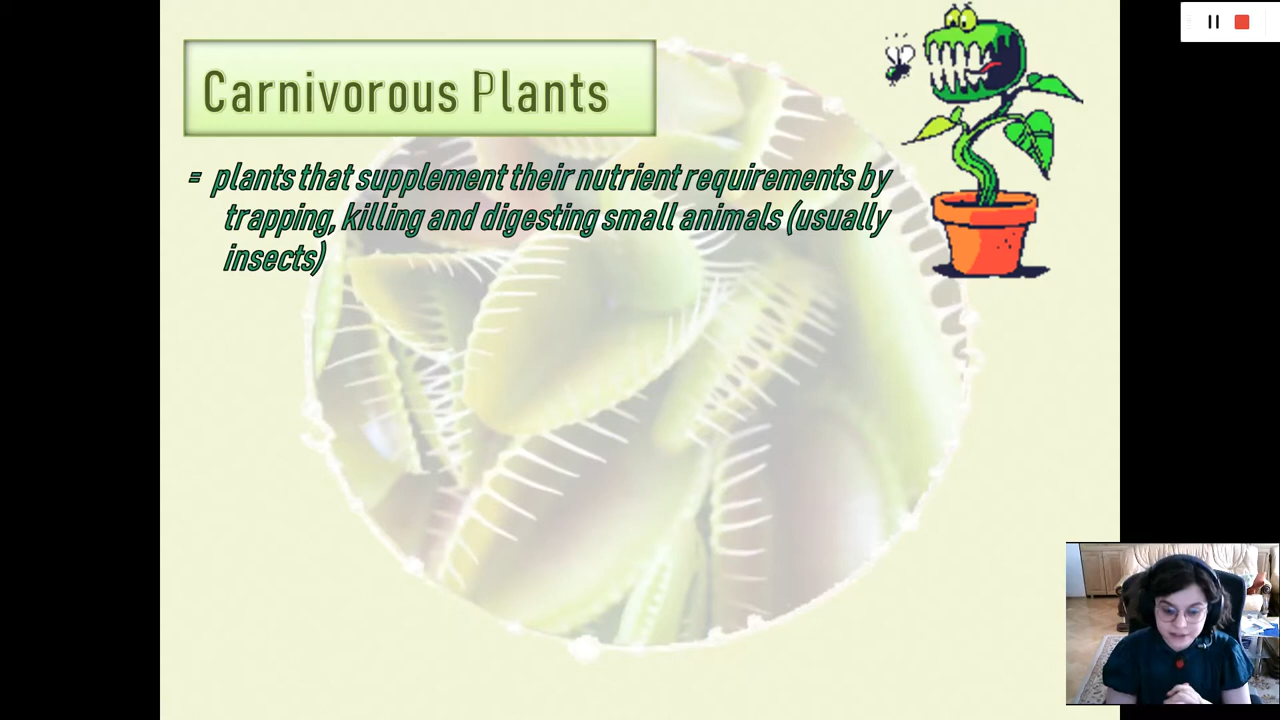 Carnivorous Plants
= plants that supplement their nutrient requirements by
trapping, killing and digesting small animals (usually
insects)